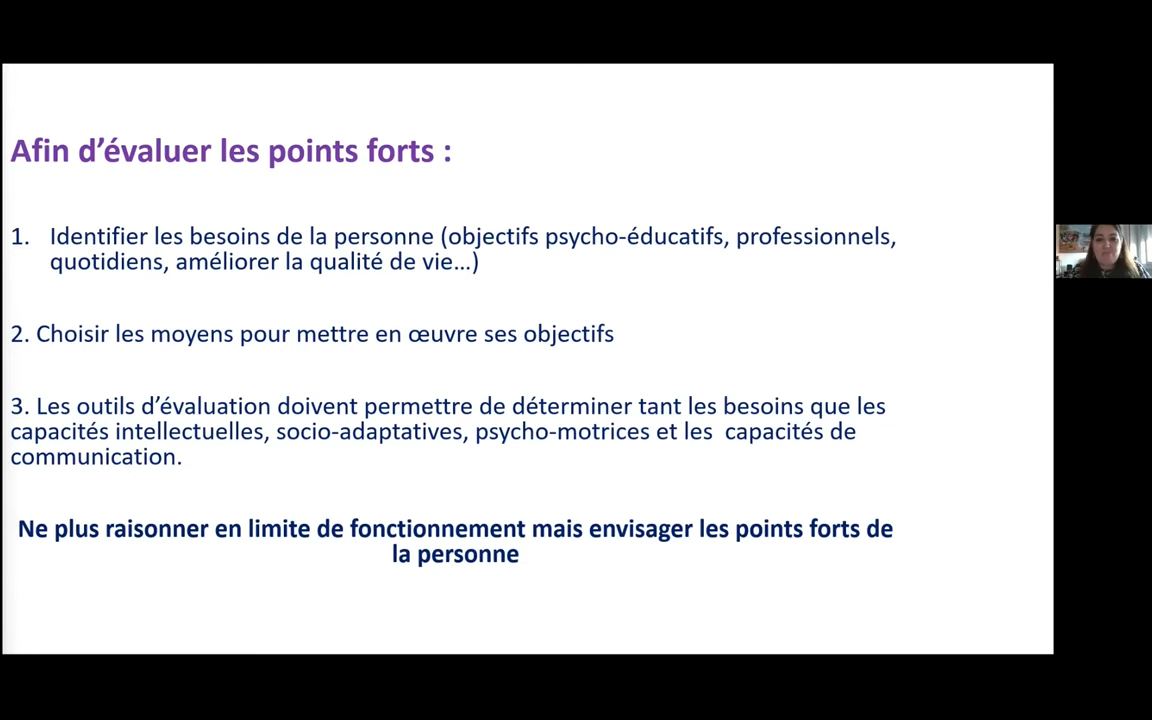 Afin d’évaluer les points forts :
1. Identifier les besoins de la personne (objectifs psycho-éducatifs, professionnels,
quotidiens, améliorer la qualité de vie…)
2. Choisir les moyens pour mettre en œuvre ses objectifs
3. Les outils d’évaluation doivent permettre de déterminer tant les besoins que les
capacités intellectuelles, socio-adaptatives, psycho-motrices et les capacités de
communication.
Ne plus raisonner en limite de fonctionnement mais envisager les points forts de
la personne